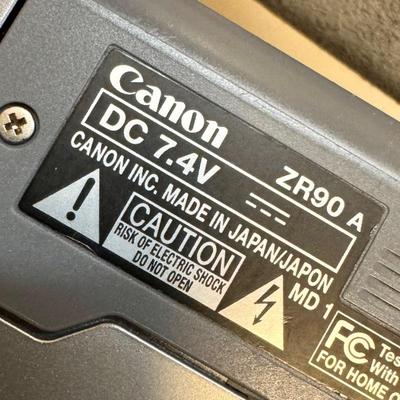 Canon
DC 7.4V ZR90 A
CANON INC. MADE IN JAPAN/JAPON
MD 1
CAUTION
RISK OF ELECTRIC SHOCK
DO NOT OPEN
FC
With
FOR HOME